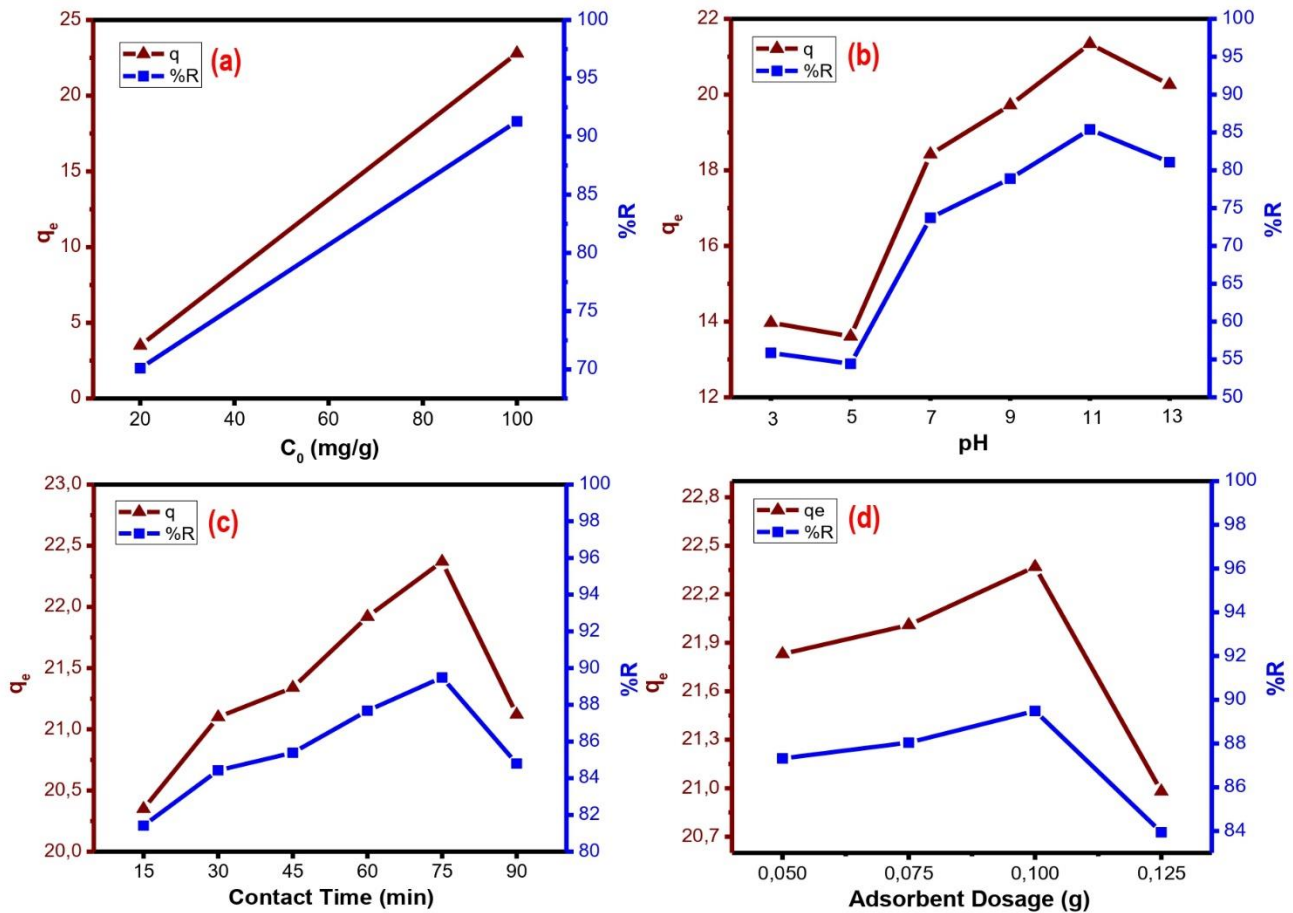 (a)
q
%R
25
20
15
10
5
0
q_e
100
95
90
85
80
75
70
%R
20 40 60 80 100
C_0 (mg/g)
(b)
q
%R
22
20
18
16
14
12
q_e
100
95
90
85
80
75
70
65
60
55
50
%R
3 5 7 9 11 13
pH
(c)
q
%R
23,0
22,5
22,0
21,5
21,0
20,5
20,0
q_e
100
98
96
94
92
90
88
86
84
82
80
%R
15 30 45 60 75 90
Contact Time (min)
(d)
qe
%R
22,8
22,5
22,2
21,9
21,6
21,3
21,0
20,7
q_e
100
98
96
94
92
90
88
86
84
%R
0,050 0,075 0,100 0,125
Adsorbent Dosage (g)